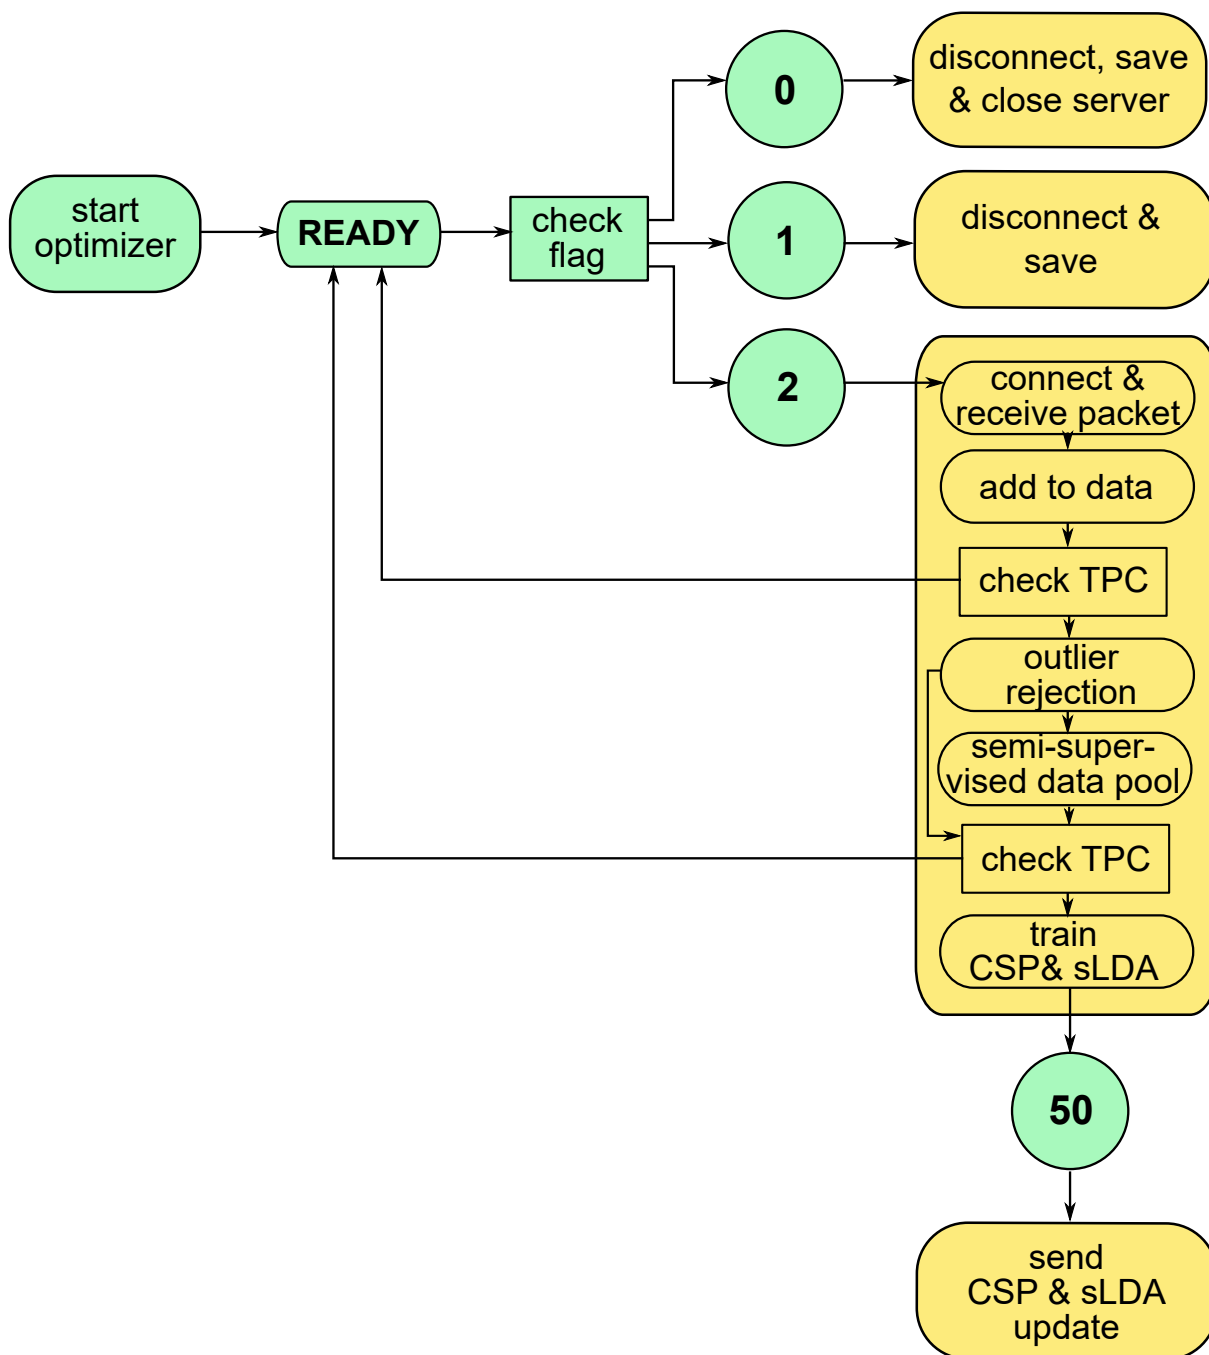 start
optimizer
READY
check
flag
0
disconnect, save
& close server
1
disconnect &
save
2
connect &
receive packet
add to data
check TPC
outlier
rejection
semi-super-
vised data pool
check TPC
train
CSP& sLDA
50
send
CSP & sLDA
update